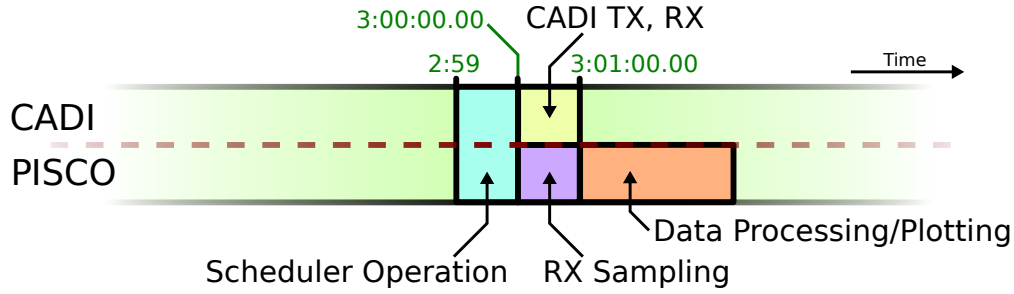 3:00:00.00
CADI TX, RX
2:59
3:01:00.00
Time
CADI
PISCO
Data Processing/Plotting
Scheduler Operation
RX Sampling